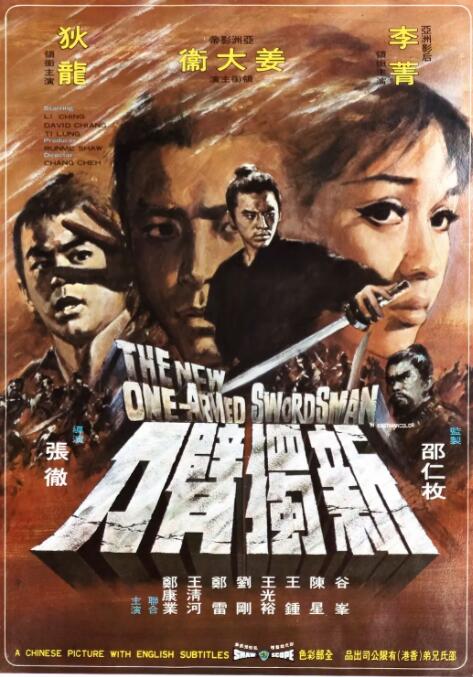 亞洲影后
李菁
領銜主演
亞洲影帝
姜大衛
領銜主演
狄龍
領銜主演
Starring
LI CHING
DAVID CHIANG
TI LUNG
Producer
RUNME SHAW
Director
CHANG CHEH
THE NEW
ONE-ARMED SWORDSMAN
IN EASTMANCOLOR
新獨臂刀
監製
邵仁枚
導演
張徹
谷峯
陳星
王鍾
王光裕
劉剛
鄭雷
王清河
鄭康業
聯合主演
A CHINESE PICTURE WITH ENGLISH SUBTITLES
SHAW SCOPE
邵氏兄弟(香港)有限公司出品
全部彩色